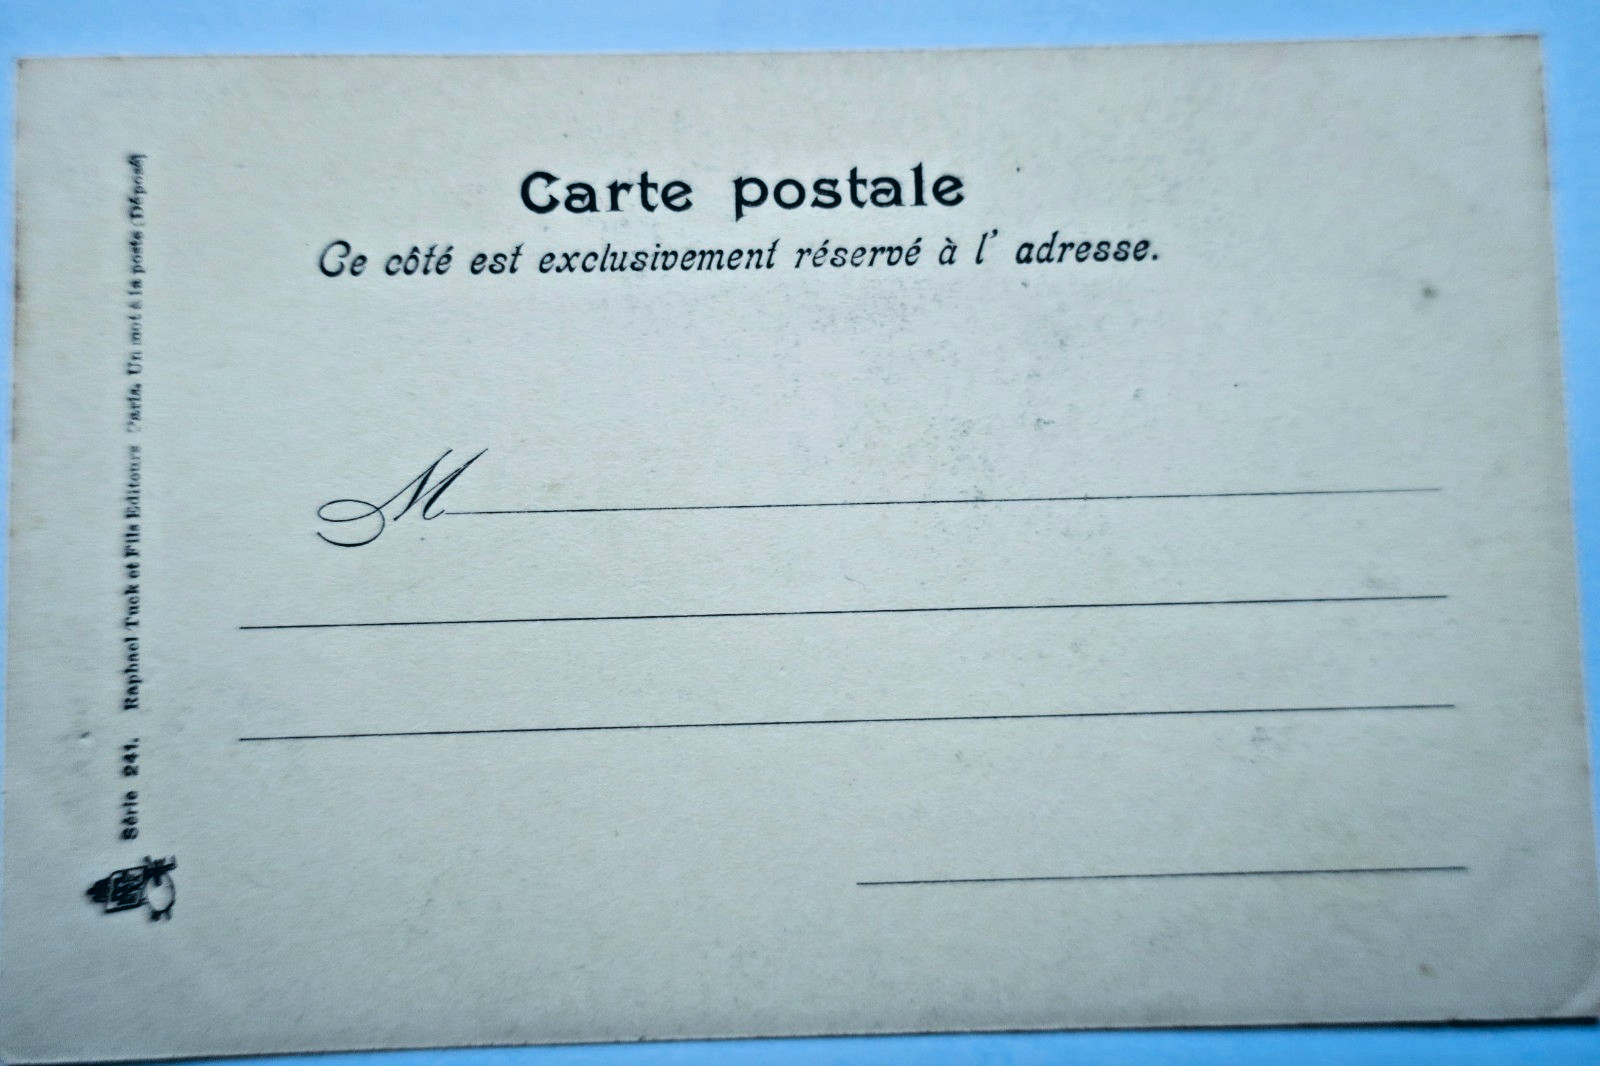 Carte postale
Ce côté est exclusivement réservé à l' adresse.
M
Série 241. Raphael Tuck et Fils Editeurs Paris. Un mot à la poste (Déposé)